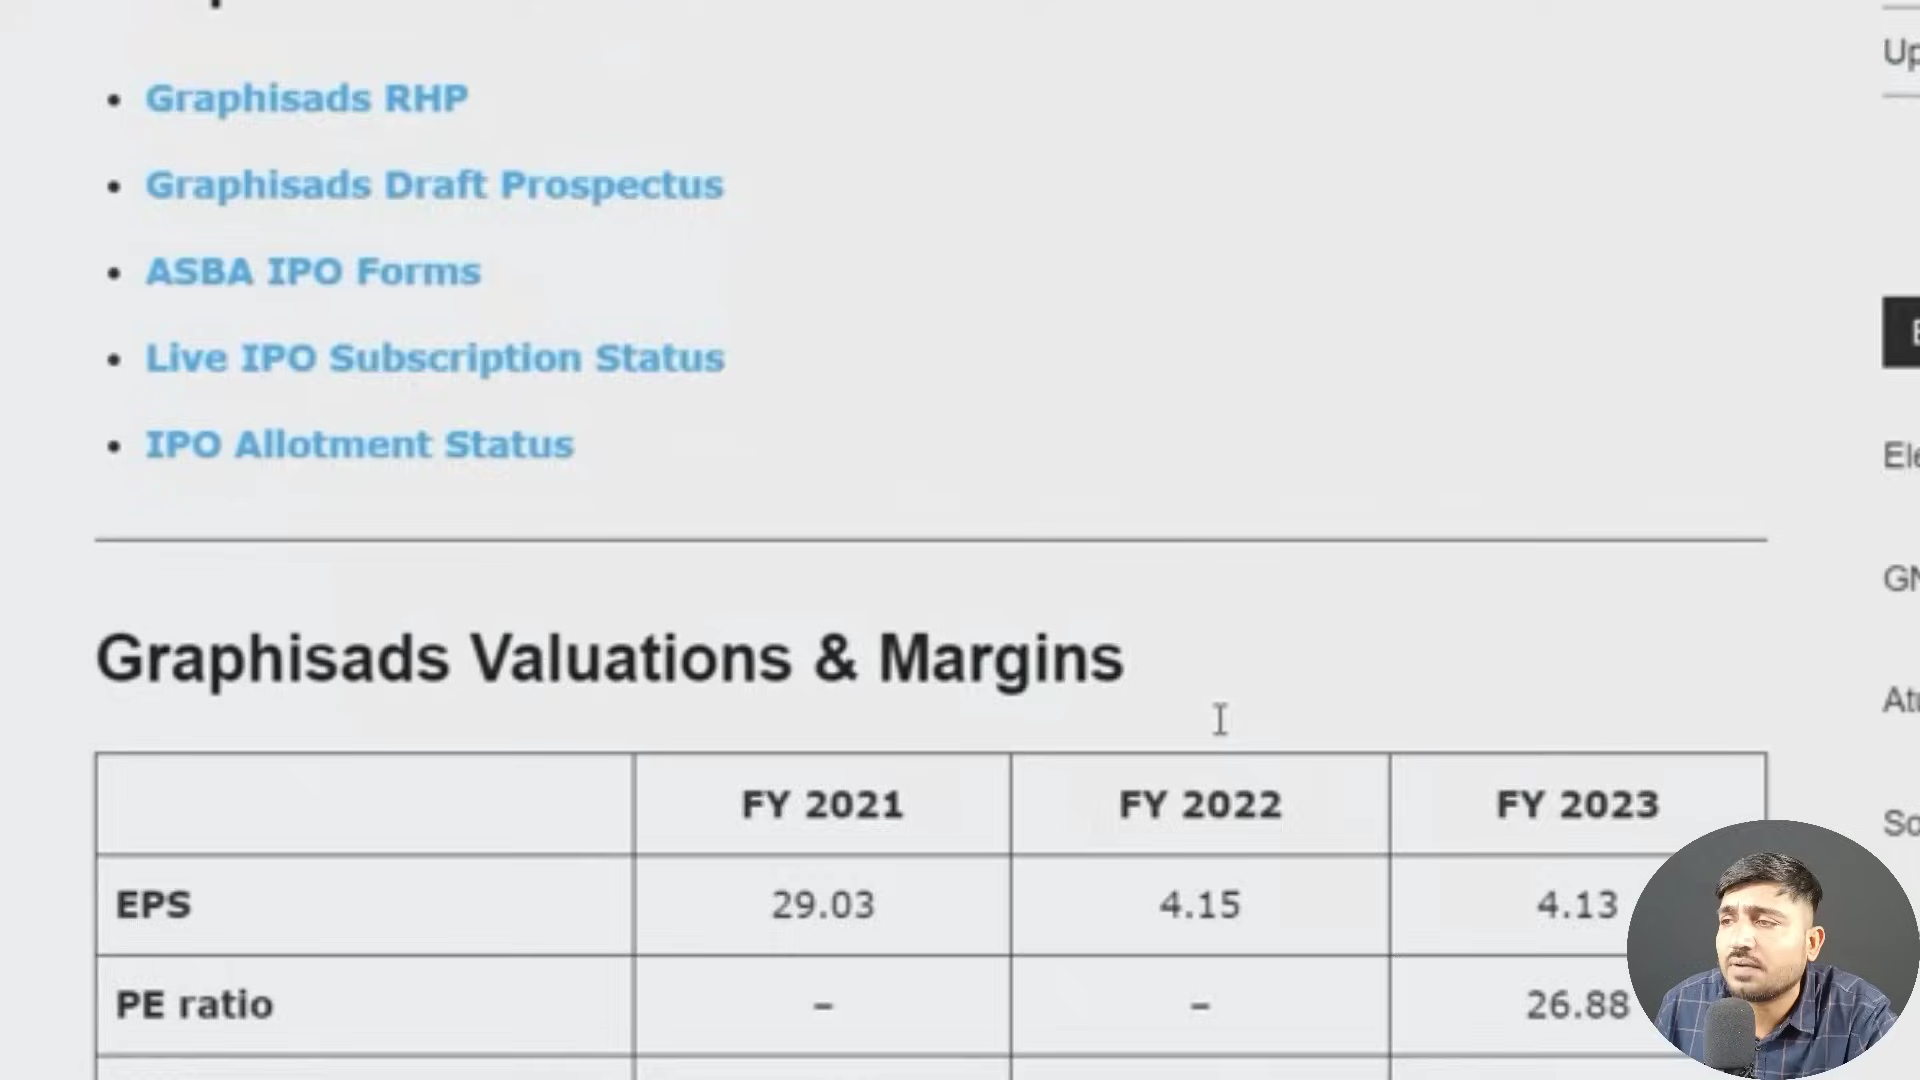 Graphisads RHP
Graphisads Draft Prospectus
ASBA IPO Forms
Live IPO Subscription Status
IPO Allotment Status
Graphisads Valuations & Margins
FY 2021 FY 2022 FY 2023
EPS 29.03 4.15 4.13
PE ratio – – 26.88